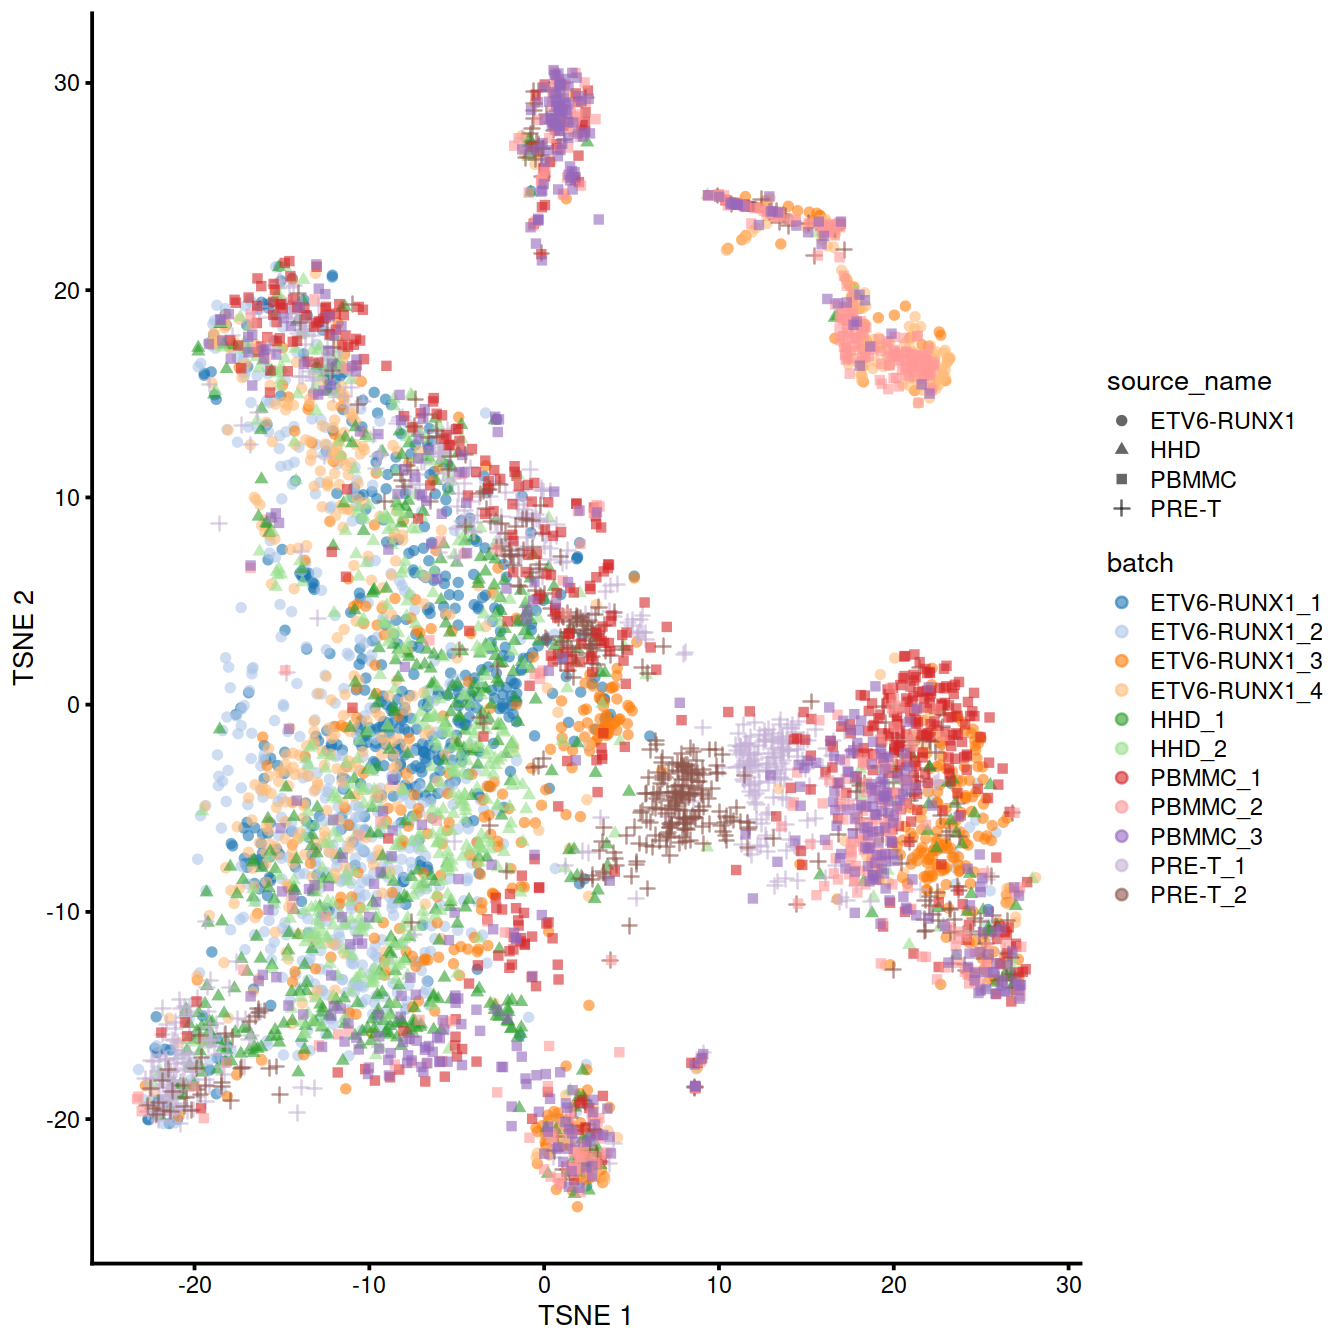 30
20
10
0
-10
-20
TSNE 2
-20
-10
0
10
20
30
TSNE 1
source_name
ETV6-RUNX1
HHD
PBMMC
PRE-T
batch
ETV6-RUNX1_1
ETV6-RUNX1_2
ETV6-RUNX1_3
ETV6-RUNX1_4
HHD_1
HHD_2
PBMMC_1
PBMMC_2
PBMMC_3
PRE-T_1
PRE-T_2